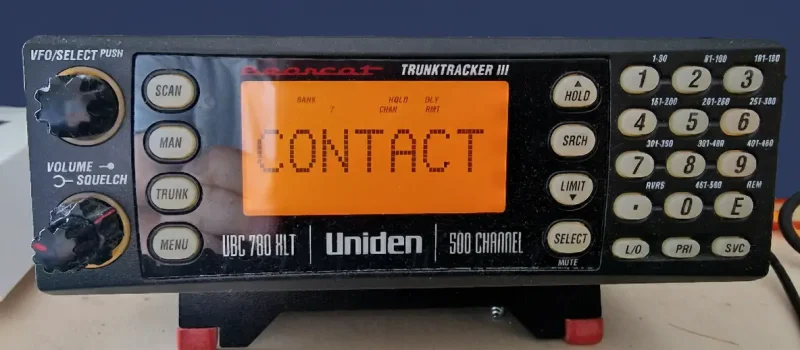 VFO/SELECT PUSH
bearcat TRUNKTRACKER III
SCAN
MAN
VOLUME
SQUELCH
TRUNK
MENU
BANK HOLD DLY
2 CHAN RMT
CONTACT
UBC 780 XLT Uniden 500 CHANNEL
HOLD
SRCH
LIMIT
SELECT
MUTE
1-50 51-100 101-150
1 2 3
151-200 201-250 251-300
4 5 6
301-350 351-400 401-450
7 8 9
RVRS 451-500 REM
. 0 E
L/O PRI SVC